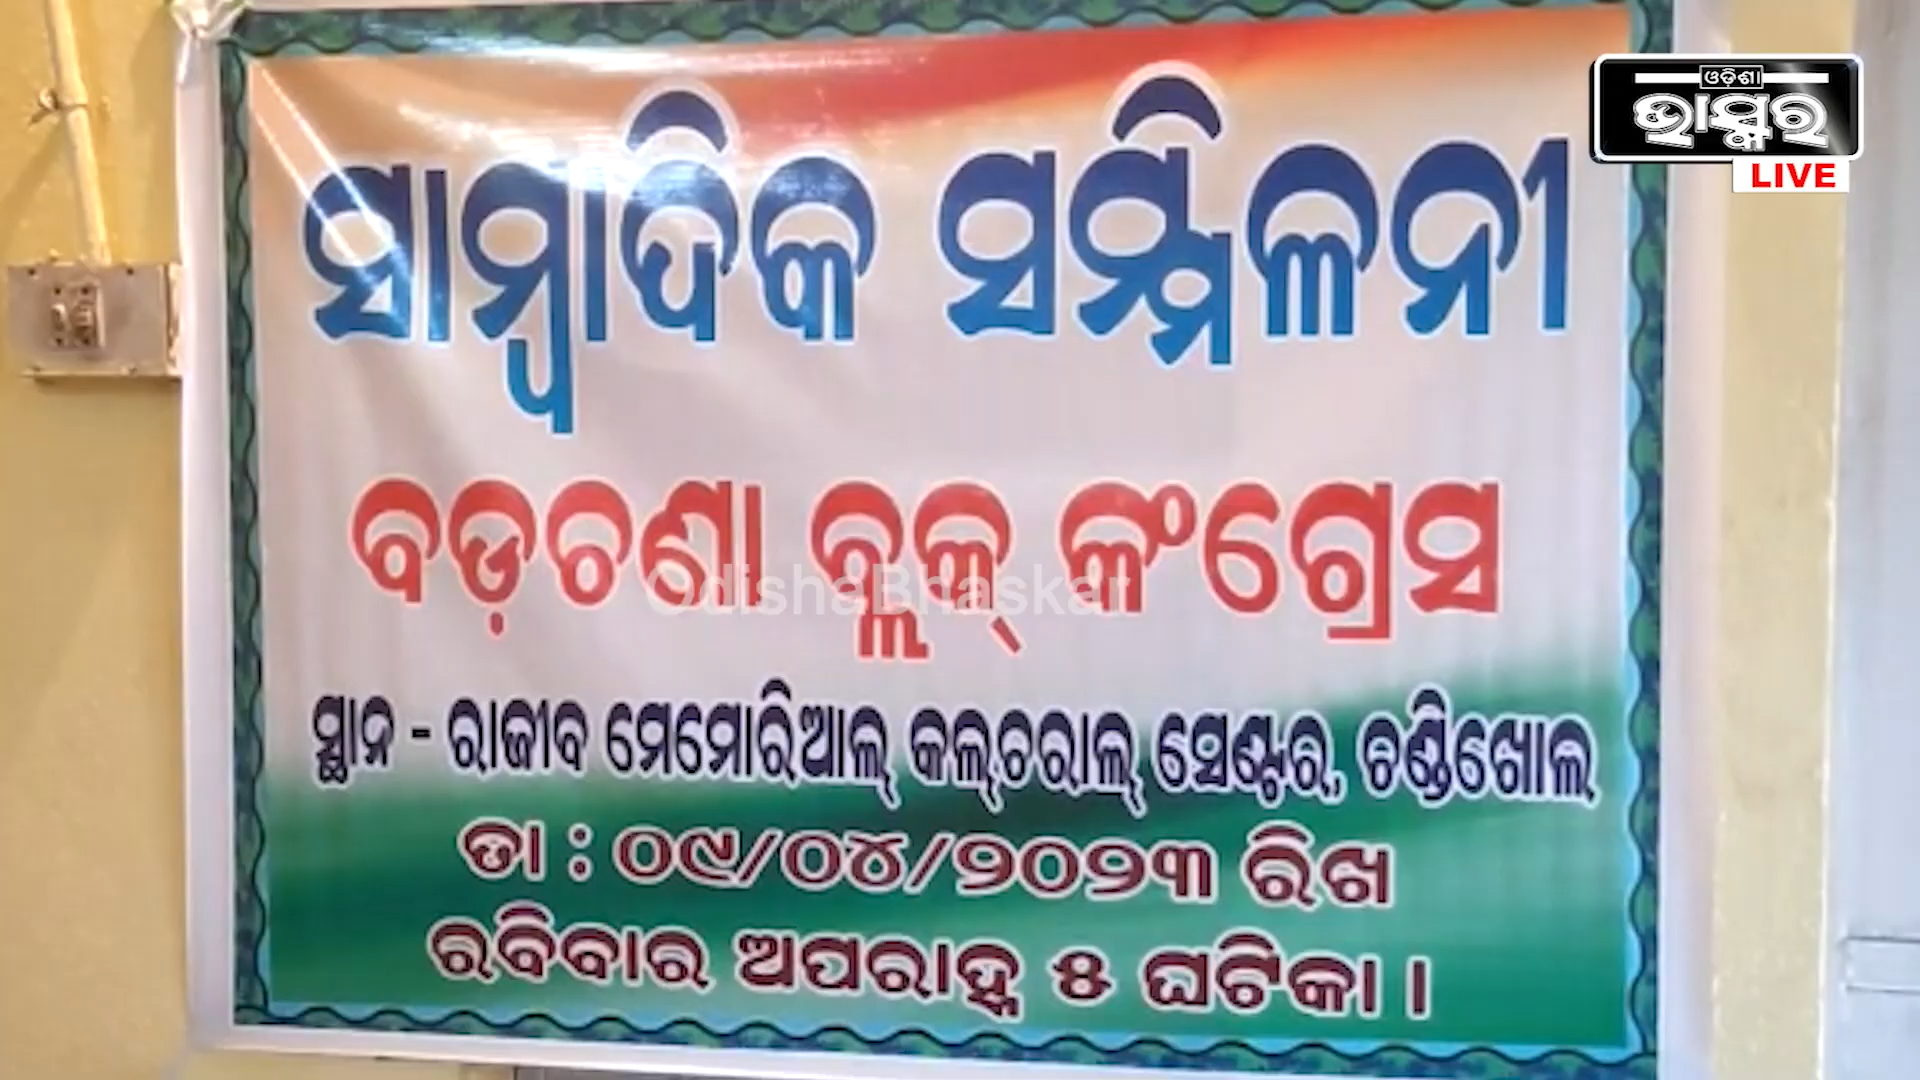 ଓଡ଼ିଶା
ଭାସ୍କର
LIVE
ସାମ୍ବାଦିକ ସମ୍ମିଳନୀ
ବଡ଼ଚଣା ବ୍ଲକ୍ କଂଗ୍ରେସ
OdishaBhaskar
ସ୍ଥାନ - ରାଜୀବ ମେମୋରିଆଲ୍ କଲ୍‌ଚରାଲ୍ ସେଣ୍ଟର, ଚଣ୍ଡିଖୋଲ
ତା : ୦୯/୦୪/୨୦୨୩ ରିଖ
ରବିବାର ଅପରାହ୍ନ ୫ ଘଟିକା ।